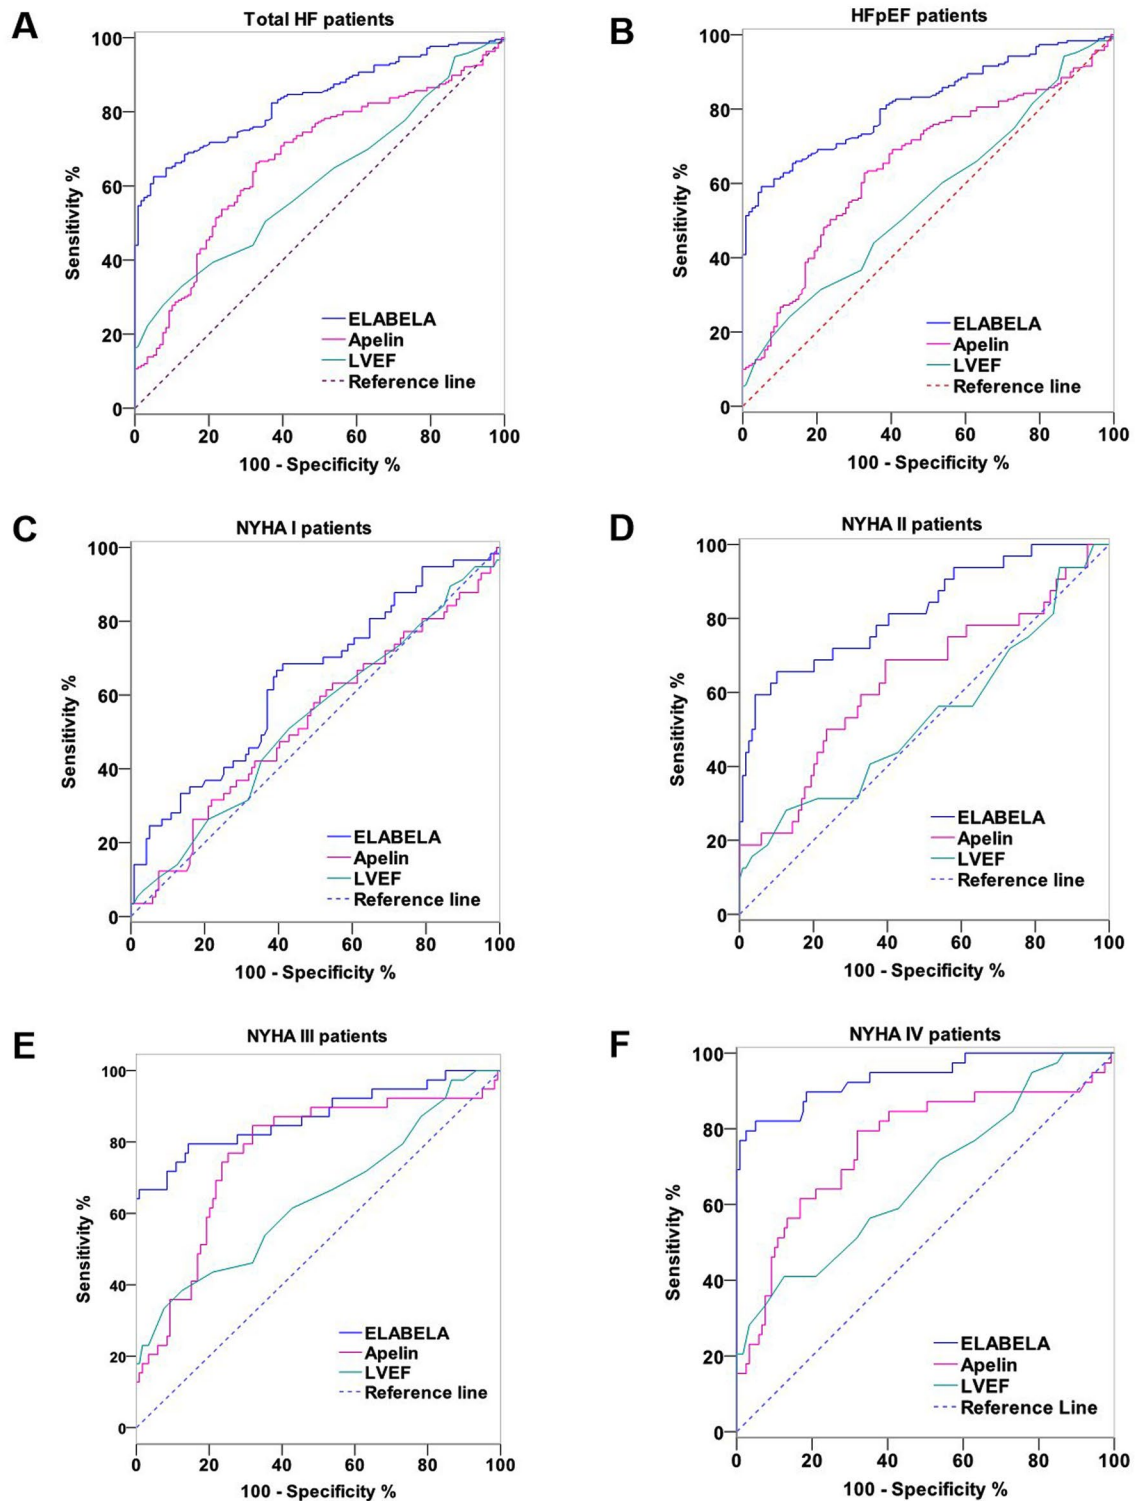 A
Total HF patients
100
80
60
40
20
0
Sensitivity %
ELABELA
Apelin
LVEF
Reference line
0 20 40 60 80 100
100 - Specificity %
B
HFpEF patients
100
80
60
40
20
0
Sensitivity %
ELABELA
Apelin
LVEF
Reference line
0 20 40 60 80 100
100 - Specificity %
C
NYHA I patients
100
80
60
40
20
0
Sensitivity %
ELABELA
Apelin
LVEF
Reference line
0 20 40 60 80 100
100 - Specificity %
D
NYHA II patients
100
80
60
40
20
0
Sensitivity %
ELABELA
Apelin
LVEF
Reference line
0 20 40 60 80 100
100 - Specificity %
E
NYHA III patients
100
80
60
40
20
0
Sensitivity %
ELABELA
Apelin
LVEF
Reference line
0 20 40 60 80 100
100 - Specificity %
F
NYHA IV patients
100
80
60
40
20
0
Sensitivity %
ELABELA
Apelin
LVEF
Reference Line
0 20 40 60 80 100
100 - Specificity %